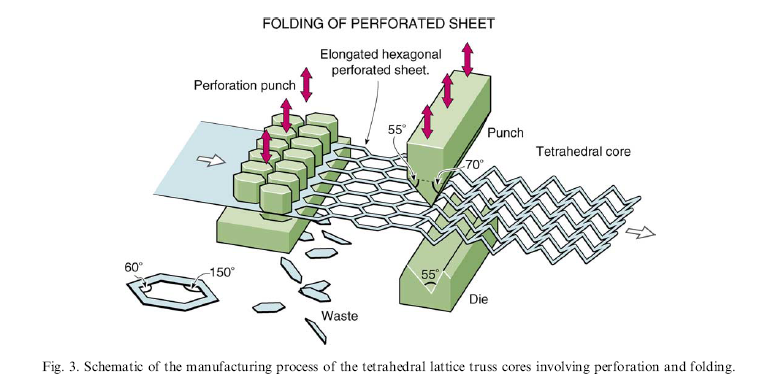 FOLDING OF PERFORATED SHEET
Elongated hexagonal
perforated sheet.
Perforation punch
55°
Punch
70°
Tetrahedral core
60°
150°
55°
Die
Waste
Fig. 3. Schematic of the manufacturing process of the tetrahedral lattice truss cores involving perforation and folding.